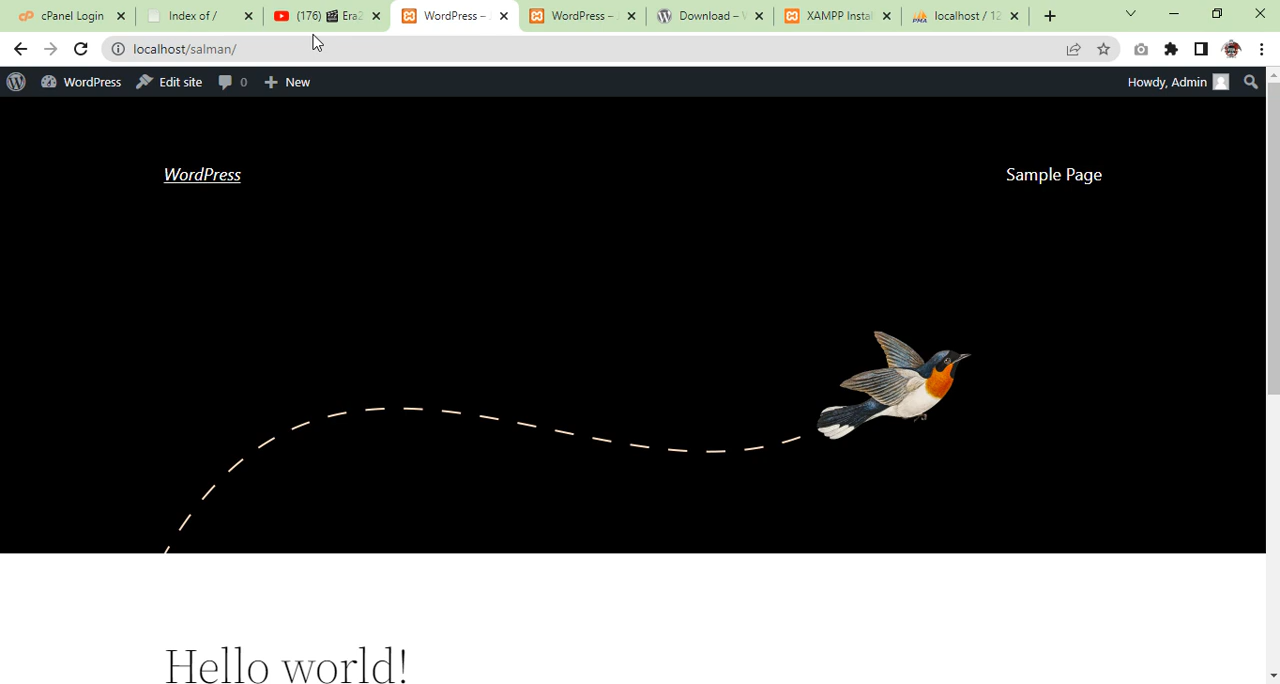 cPanel Login
Index of /
(176) Era
WordPress –
WordPress –
Download –
XAMPP Insta
localhost / 12
localhost/salman/
WordPress
Edit site
0
New
Howdy, Admin
WordPress
Sample Page
Hello world!